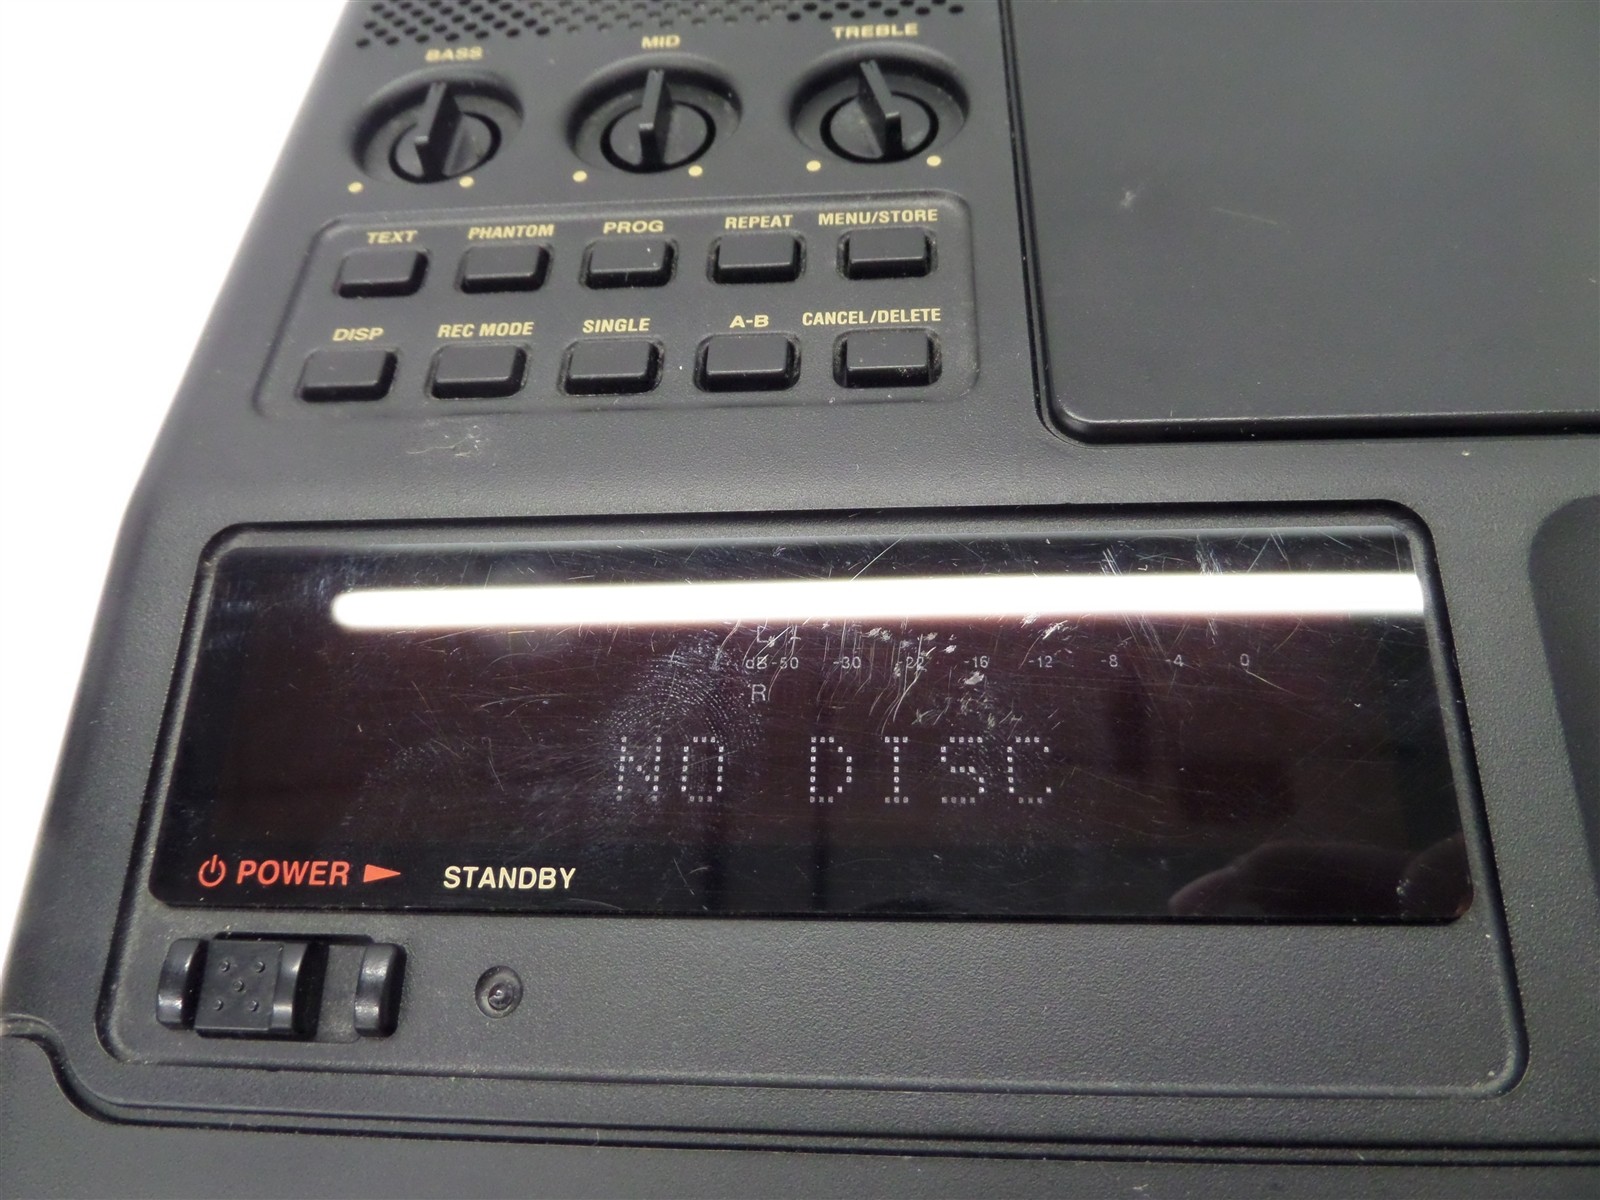 BASS MID TREBLE
TEXT PHANTOM PROG REPEAT MENU/STORE
DISP REC MODE SINGLE A-B CANCEL/DELETE
L
dB -50 -30 -22 -16 -12 -8 -4 0
R
NO DISC
POWER STANDBY